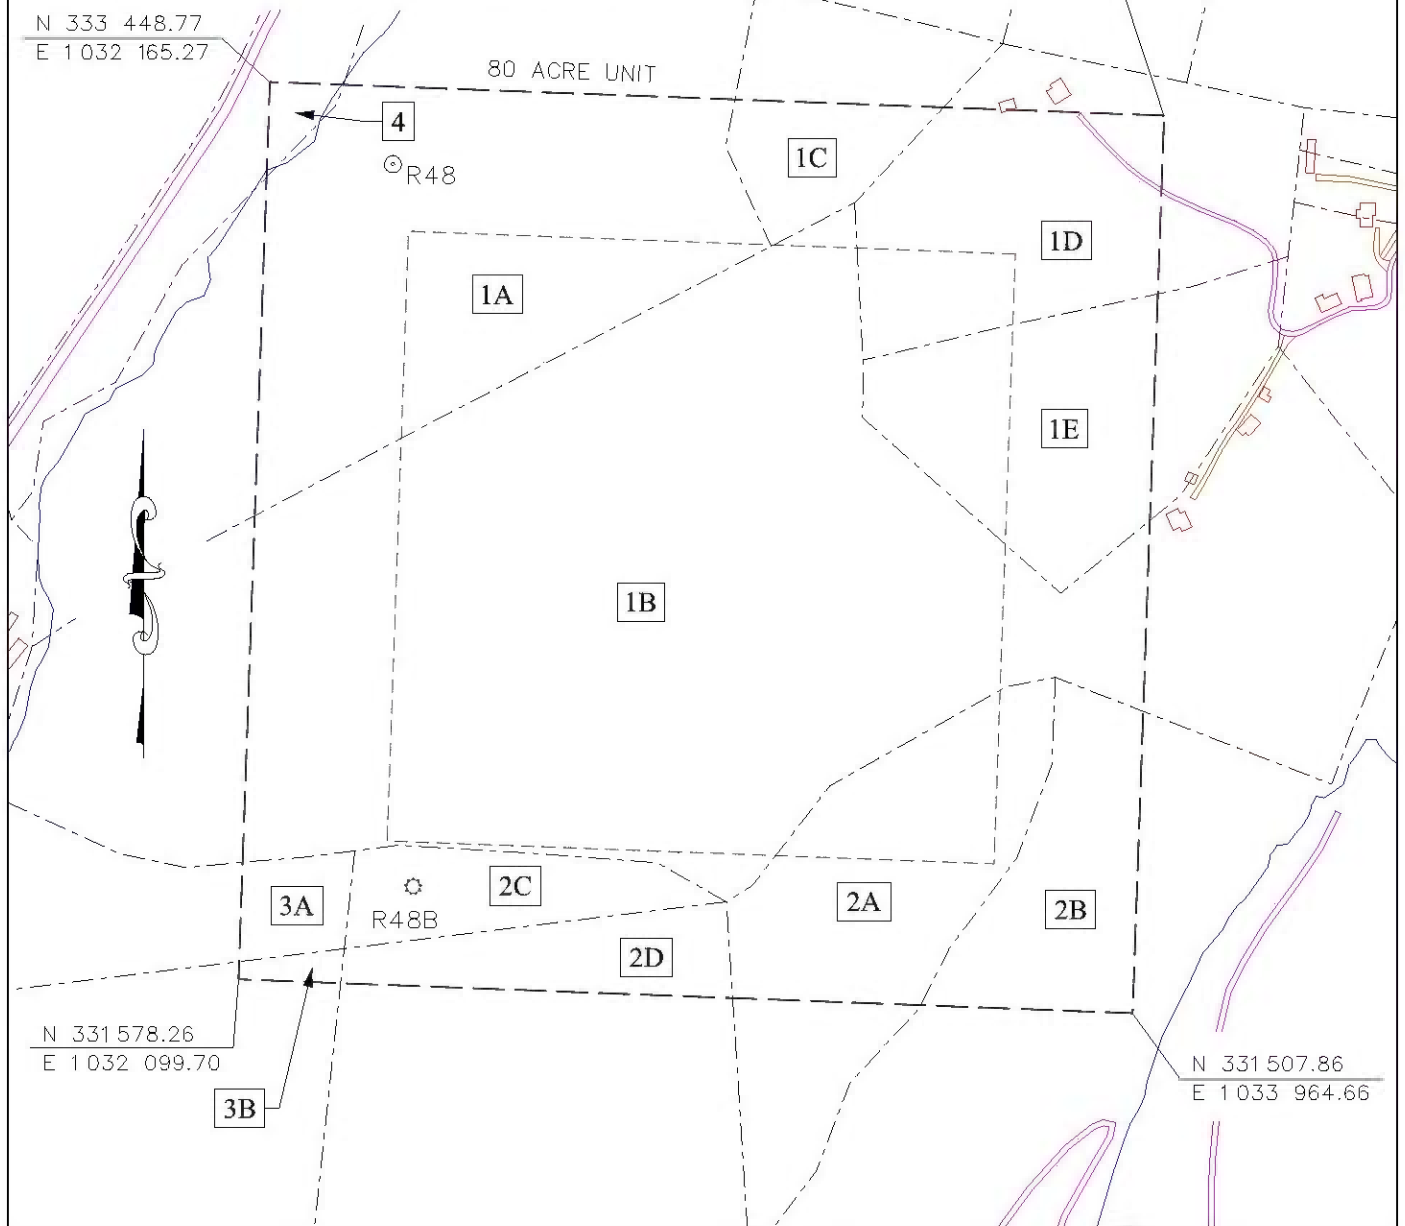 N 333 448.77
E 1 032 165.27
80 ACRE UNIT
4
R48
1C
1D
1A
1E
1B
2C
3A
R48B
2A
2B
2D
N 331 578.26
E 1 032 099.70
N 331 507.86
E 1 033 964.66
3B